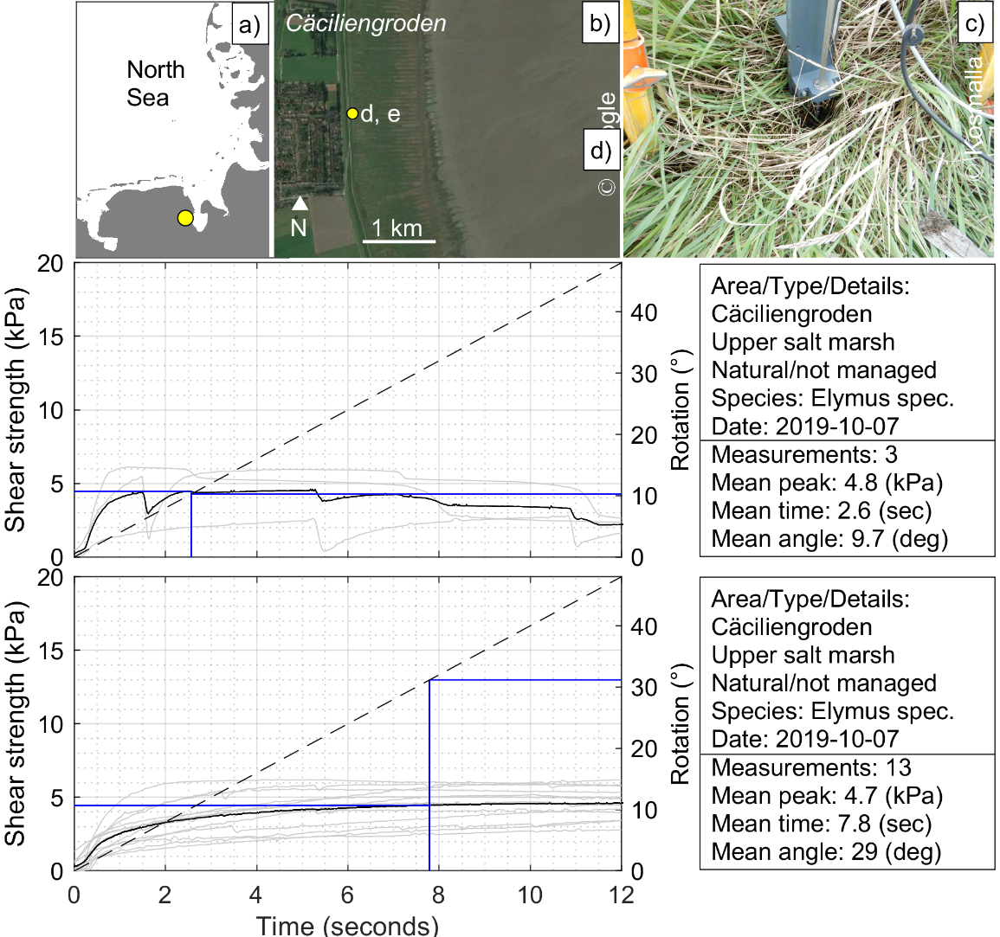 a)
North
Sea
Cäciliengroden
b)
d, e
d)
N
1 km
©
ogle
c)
© Kosmalla
20
15
10
5
0
Shear strength (kPa)
40
30
20
10
0
Rotation (°)
Area/Type/Details:
Cäciliengroden
Upper salt marsh
Natural/not managed
Species: Elymus spec.
Date: 2019-10-07
Measurements: 3
Mean peak: 4.8 (kPa)
Mean time: 2.6 (sec)
Mean angle: 9.7 (deg)
20
15
10
5
0
Shear strength (kPa)
40
30
20
10
0
Rotation (°)
0 2 4 6 8 10 12
Time (seconds)
Area/Type/Details:
Cäciliengroden
Upper salt marsh
Natural/not managed
Species: Elymus spec.
Date: 2019-10-07
Measurements: 13
Mean peak: 4.7 (kPa)
Mean time: 7.8 (sec)
Mean angle: 29 (deg)